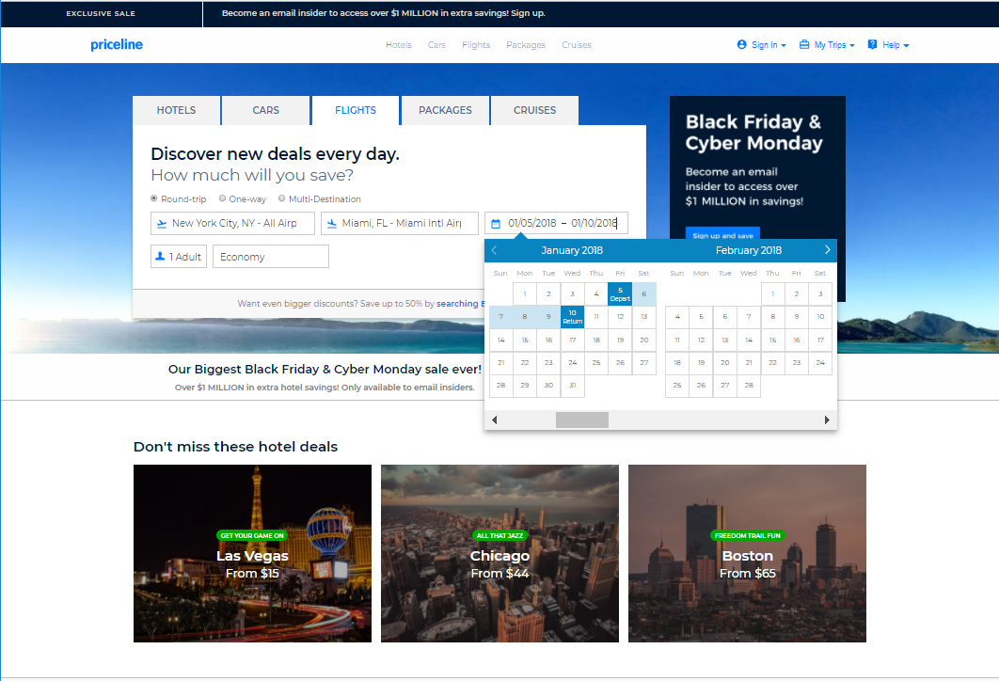 EXCLUSIVE SALE
Become an email insider to access over $1 MILLION in extra savings! Sign up.
priceline
Hotels Cars Flights Packages Cruises
Sign In My Trips Help
HOTELS CARS FLIGHTS PACKAGES CRUISES
Discover new deals every day.
How much will you save?
Round-trip One-way Multi-Destination
New York City, NY - All Airp
Miami, FL - Miami Intl Airp
01/05/2018 – 01/10/2018
1 Adult Economy
Want even bigger discounts? Save up to 50% by searching
Black Friday &
Cyber Monday
Become an email
insider to access over
$1 MILLION in savings!
Sign up and save
January 2018
Sun Mon Tue Wed Thu Fri Sat
1 2 3 4 5 Depart 6
7 8 9 10 Return 11 12 13
14 15 16 17 18 19 20
21 22 23 24 25 26 27
28 29 30 31
February 2018
Sun Mon Tue Wed Thu Fri Sat
1 2 3
4 5 6 7 8 9 10
11 12 13 14 15 16 17
18 19 20 21 22 23 24
25 26 27 28
Our Biggest Black Friday & Cyber Monday sale ever!
Over $1 MILLION in extra hotel savings! Only available to email insiders.
Don't miss these hotel deals
GET YOUR GAME ON
Las Vegas
From $15
ALL THAT JAZZ
Chicago
From $44
FREEDOM TRAIL FUN
Boston
From $65